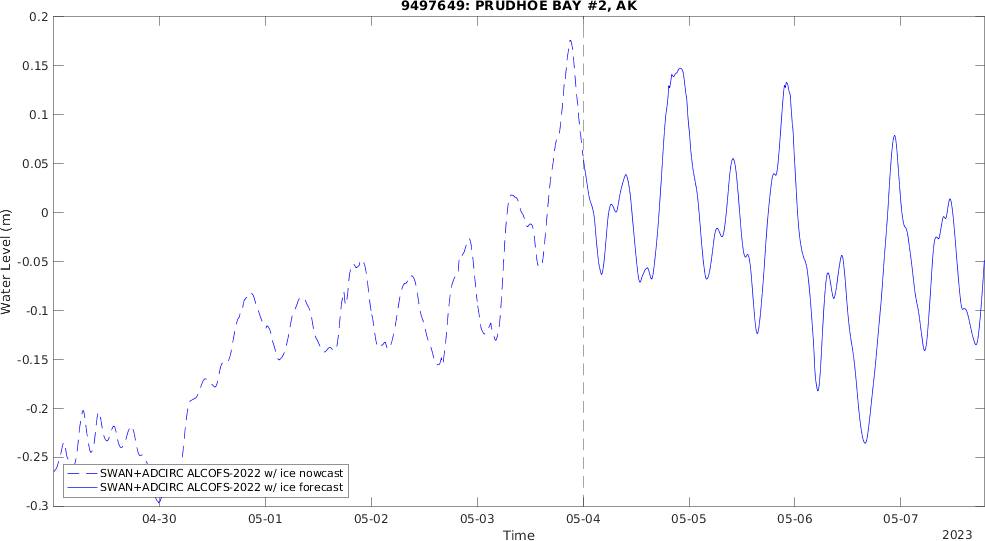 9497649: PRUDHOE BAY #2, AK
0.2
0.15
0.1
0.05
0
-0.05
-0.1
-0.15
-0.2
-0.25
-0.3
Water Level (m)
SWAN+ADCIRC ALCOFS-2022 w/ ice nowcast
SWAN+ADCIRC ALCOFS-2022 w/ ice forecast
04-30 05-01 05-02 05-03 05-04 05-05 05-06 05-07
Time
2023